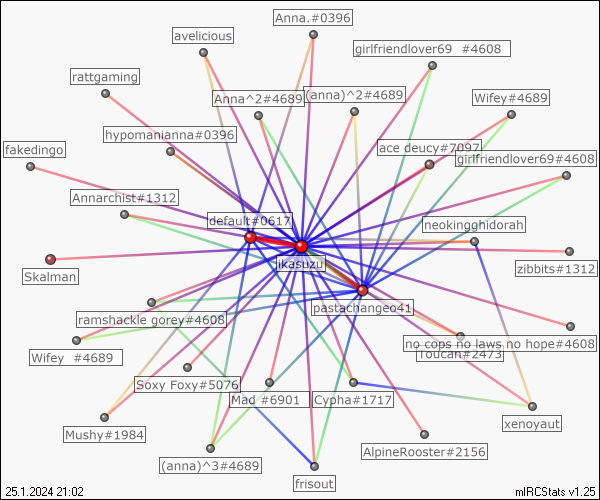 Anna.#0396
avelicious
girlfriendlover69 #4608
rattgaming
Anna^2#4689
(anna)^2#4689
Wifey#4689
hypomanianna#0396
ace deucy#7097
fakedingo
girlfriendlover69#4608
Annarchist#1312
default#0617
neokingghidorah
Skalman
ikasuzu
zibbits#1312
pastachangeo41
ramshackle gorey#4608
no cops no laws no hope#4608
Wifey #4689
Toucan#2473
Soxy Foxy#5076
Mad #6901
Cypha#1717
xenoyaut
Mushy#1984
AlpineRooster#2156
(anna)^3#4689
frisout
25.1.2024 21:02
mIRCStats v1.25